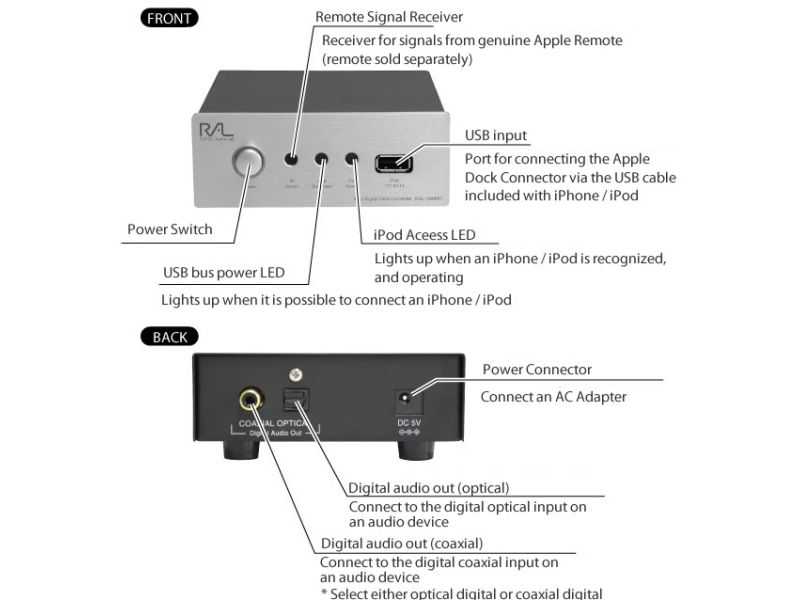 FRONT
Remote Signal Receiver
Receiver for signals from genuine Apple Remote
(remote sold separately)
RAL
USB input
Port for connecting the Apple
Dock Connector via the USB cable
included with iPhone / iPod
Digital Dock Converter
Power Switch
iPod Aceess LED
Lights up when an iPhone / iPod is recognized,
and operating
USB bus power LED
Lights up when it is possible to connect an iPhone / iPod
BACK
Power Connector
Connect an AC Adapter
COAXIAL OPTICAL
Digital Audio Out
DC 5V
Digital audio out (optical)
Connect to the digital optical input on
an audio device
Digital audio out (coaxial)
Connect to the digital coaxial input on
an audio device
* Select either optical digital or coaxial digital